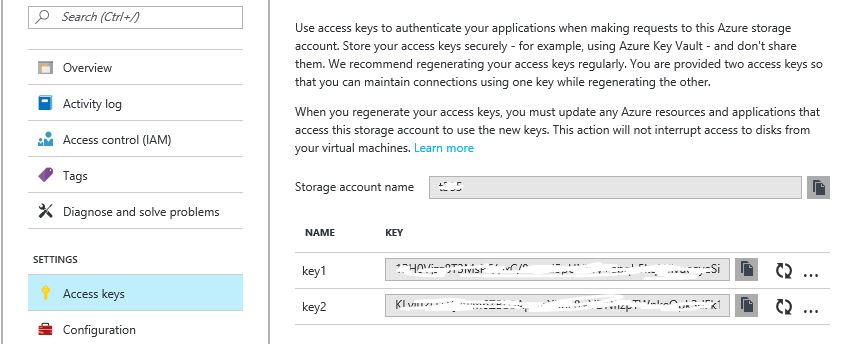 Search (Ctrl+/)
Overview
Activity log
Access control (IAM)
Tags
Diagnose and solve problems
SETTINGS
Access keys
Configuration
Use access keys to authenticate your applications when making requests to this Azure storage
account. Store your access keys securely - for example, using Azure Key Vault - and don't share
them. We recommend regenerating your access keys regularly. You are provided two access keys so
that you can maintain connections using one key while regenerating the other.
When you regenerate your access keys, you must update any Azure resources and applications that
access this storage account to use the new keys. This action will not interrupt access to disks from
your virtual machines. Learn more
Storage account name
NAME KEY
key1
key2